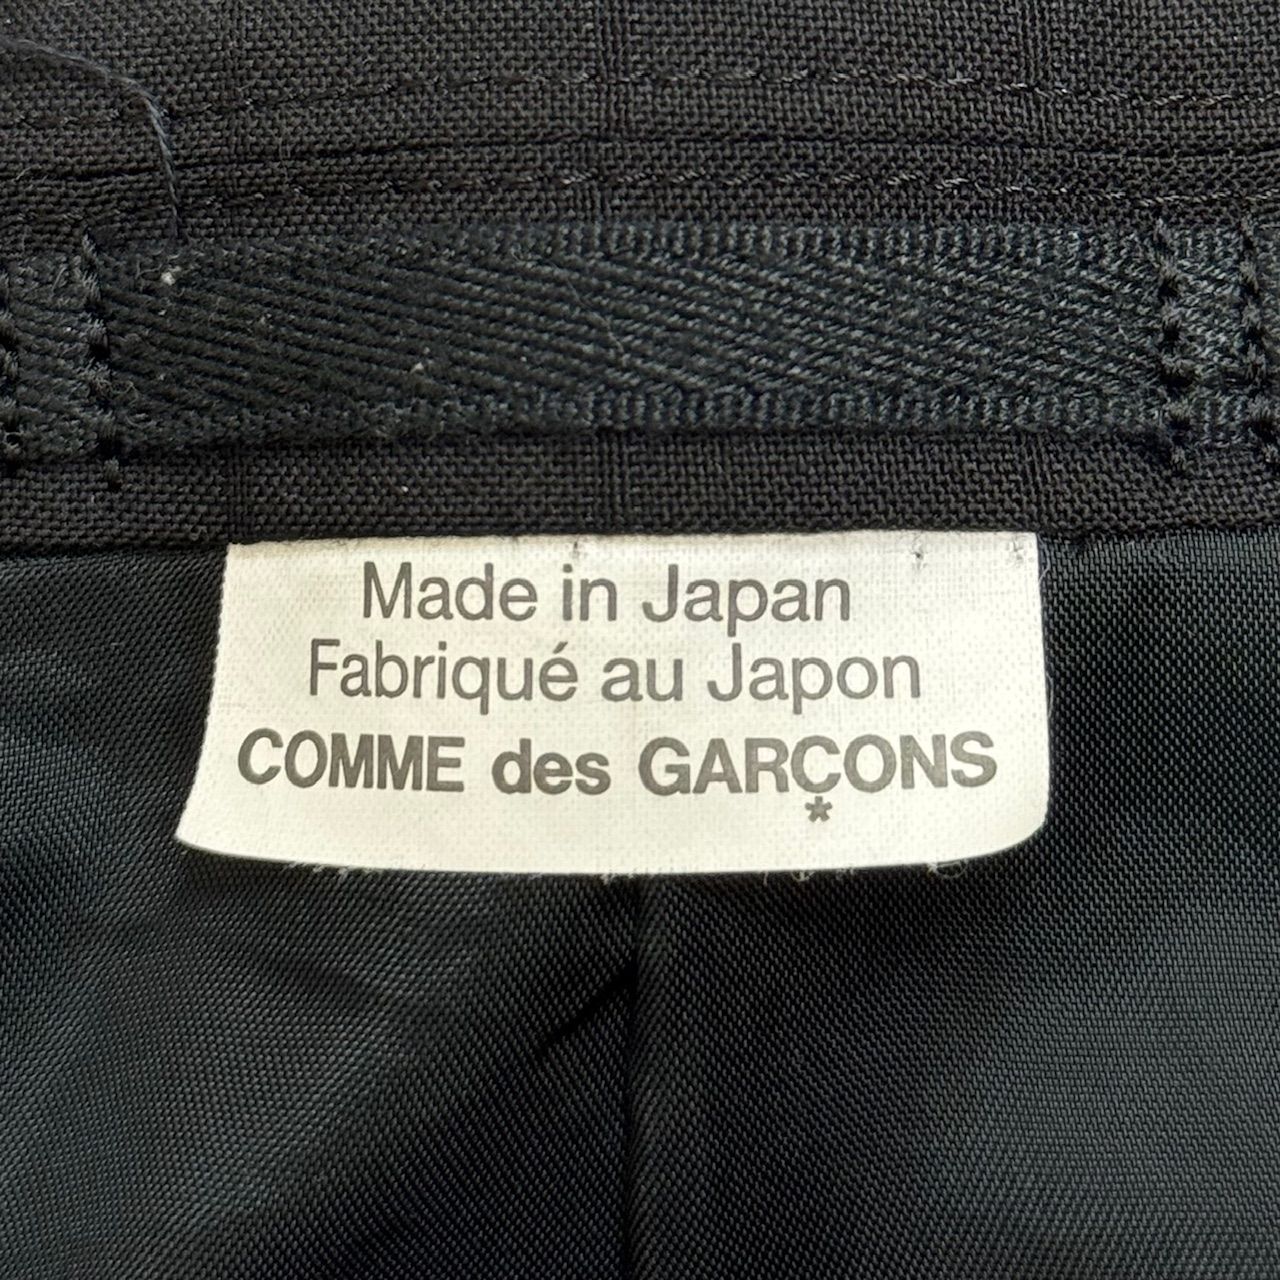 Made in Japan
Fabriqué au Japon
COMME des GARÇONS
*